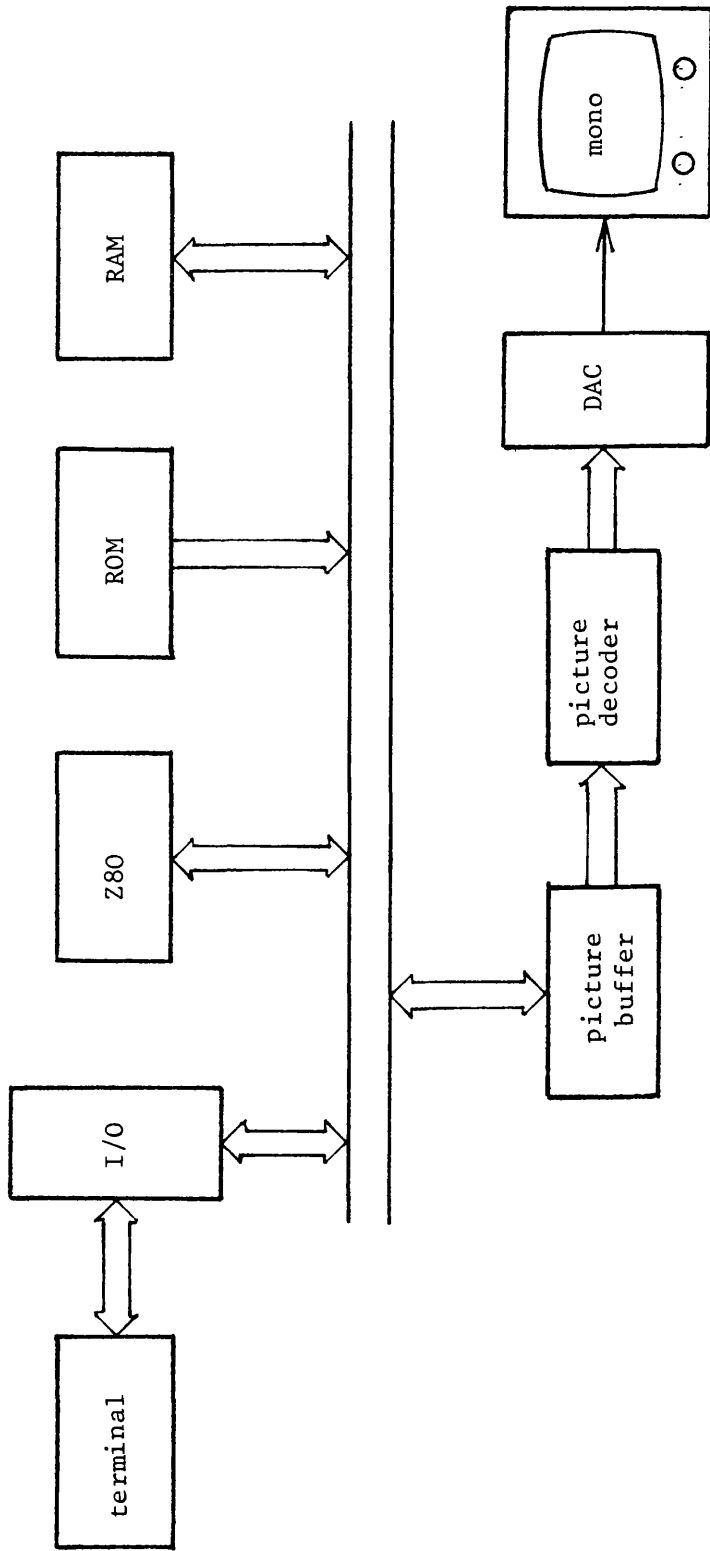 terminal
I/O
Z80
ROM
RAM
picture
buffer
picture
decoder
DAC
mono